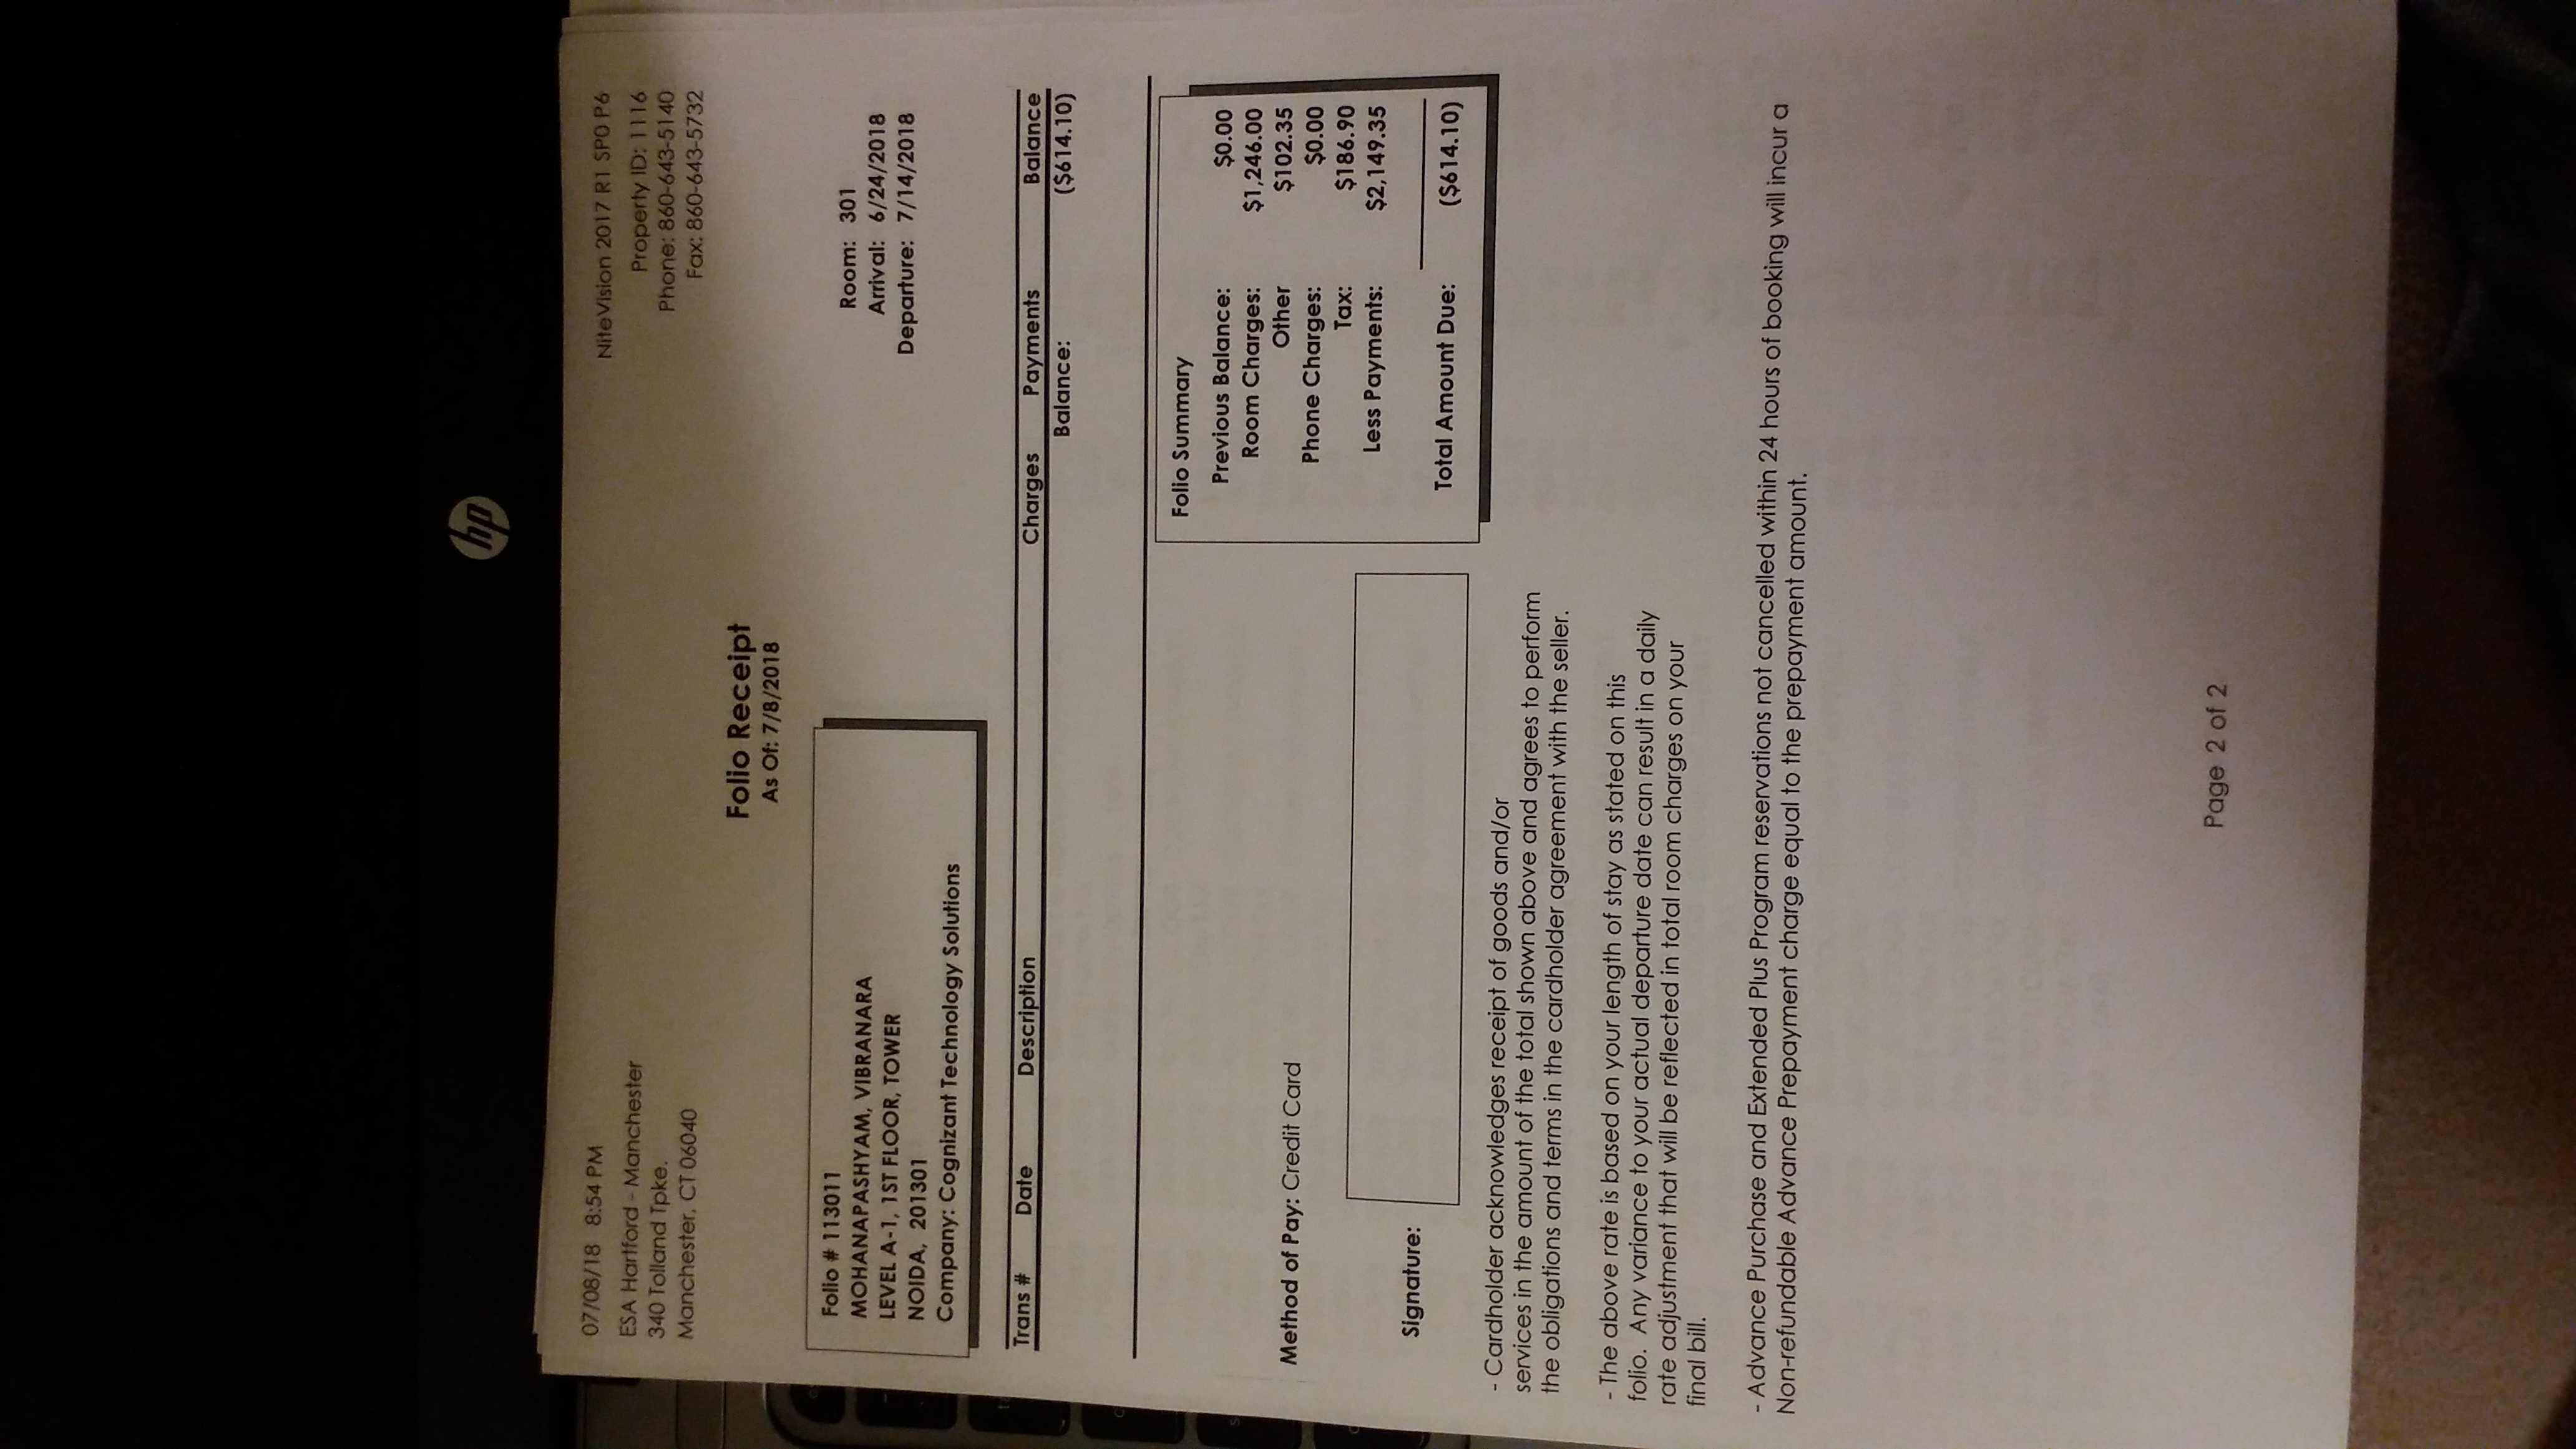 hp
07/08/18 8:54 PM
NiteVision 2017 R1 SP0 P6
ESA Hartford - Manchester
Property ID: 1116
340 Tolland Tpke.
Phone: 860-643-5140
Manchester, CT 06040
Fax: 860-643-5732
Folio Receipt
As Of: 7/8/2018
Folio # 113011
MOHANAPASHYAM, VIBRANARA
LEVEL A-1, 1ST FLOOR, TOWER
NOIDA, 201301
Company: Cognizant Technology Solutions
Room: 301
Arrival: 6/24/2018
Departure: 7/14/2018
Trans # Date Description Charges Payments Balance
Balance: ($614.10)
Folio Summary
Previous Balance: $0.00
Room Charges: $1,246.00
Other $102.35
Phone Charges: $0.00
Tax: $186.90
Less Payments: $2,149.35
Total Amount Due: ($614.10)
Method of Pay: Credit Card
Signature:
- Cardholder acknowledges receipt of goods and/or
services in the amount of the total shown above and agrees to perform
the obligations and terms in the cardholder agreement with the seller.
- The above rate is based on your length of stay as stated on this
folio. Any variance to your actual departure date can result in a daily
rate adjustment that will be reflected in total room charges on your
final bill.
- Advance Purchase and Extended Plus Program reservations not cancelled within 24 hours of booking will incur a
Non-refundable Advance Prepayment charge equal to the prepayment amount.
Page 2 of 2